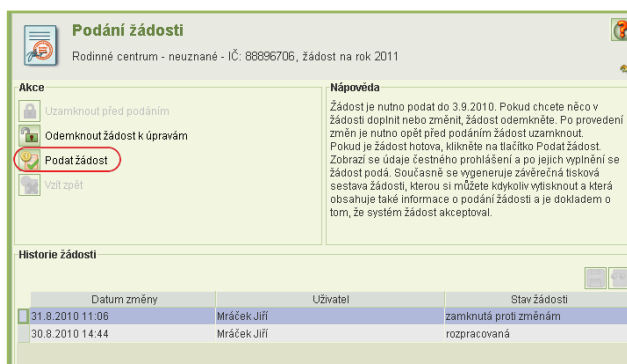 Podání žádosti
Rodinné centrum - neuznané - IČ: 88896706, žádost na rok 2011
Akce
Uzamknout před podáním
Odemknout žádost k úpravám
Podat žádost
Vzít zpět
Nápověda
Žádost je nutno podat do 3.9.2010. Pokud chcete něco v
žádosti doplnit nebo změnit, žádost odemkněte. Po provedení
změn je nutno opět před podáním žádost uzamknout.
Pokud je žádost hotova, klikněte na tlačítko Podat žádost.
Zobrazí se údaje čestného prohlášení a po jejich vyplnění se
žádost podá. Současně se vygeneruje závěrečná tisková
sestava žádosti, kterou si můžete kdykoliv vytisknout a která
obsahuje také informace o podání žádosti a je dokladem o
tom, že systém žádost akceptoval.
Historie žádosti
Datum změny Uživatel Stav žádosti
31.8.2010 11:06 Mráček Jiří zamknutá proti změnám
30.8.2010 14:44 Mráček Jiří rozpracovaná